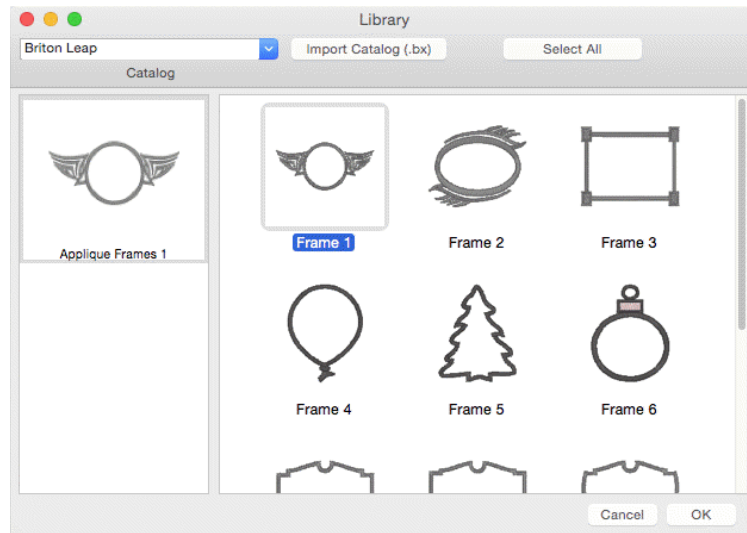 Library
Briton Leap
Import Catalog (.bx)
Select All
Catalog
Applique Frames 1
Frame 1
Frame 2
Frame 3
Frame 4
Frame 5
Frame 6
Cancel
OK